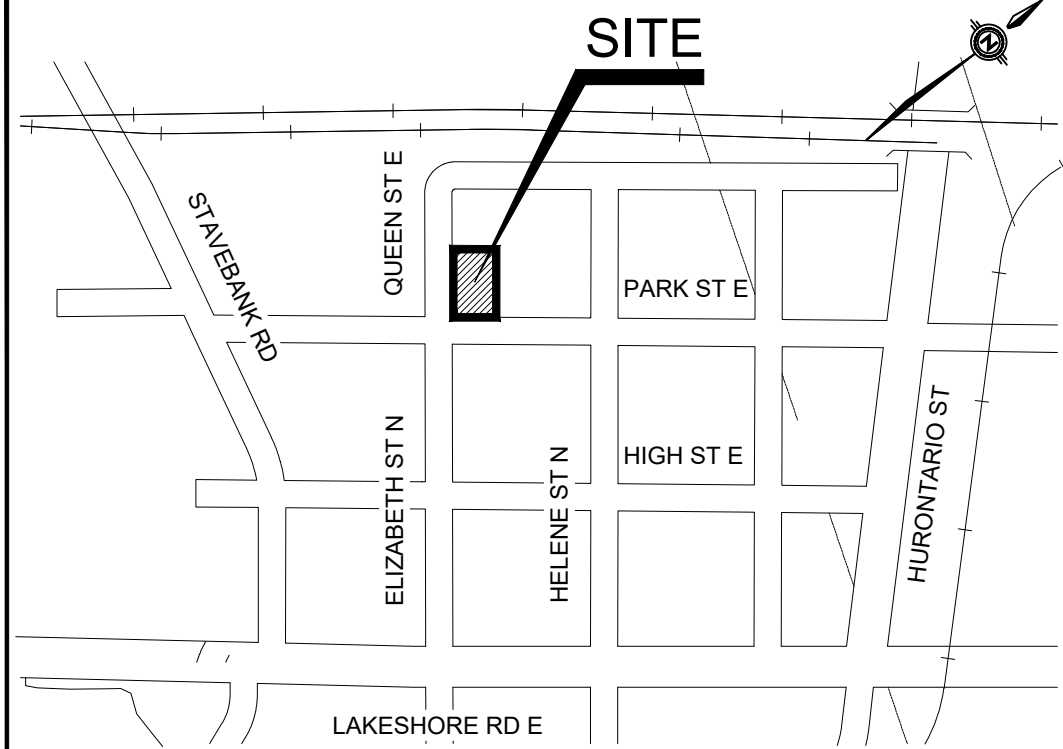 SITE
N
QUEEN ST E
STAVEBANK RD
PARK ST E
HURONTARIO ST
ELIZABETH ST N
HELENE ST N
HIGH ST E
LAKESHORE RD E